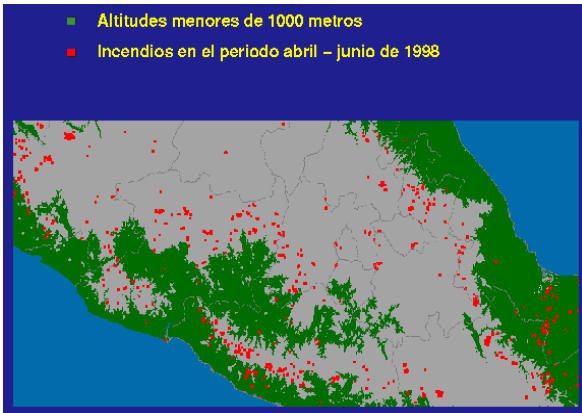 Altitudes menores de 1000 metros
Incendios en el periodo abril – junio de 1998